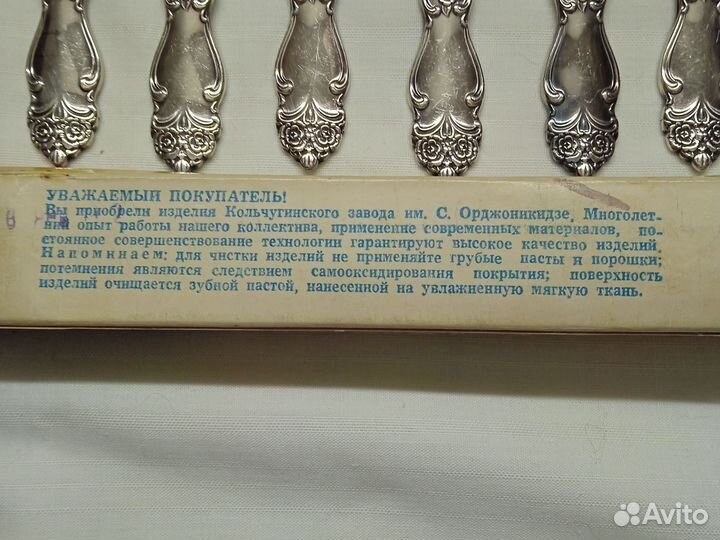 УВАЖАЕМЫЙ ПОКУПАТЕЛЬ!
Вы приобрели изделия Кольчугинского завода им. С. Орджоникидзе. Многолет-
ний опыт работы нашего коллектива, применение современных материалов, по-
стоянное совершенствование технологии гарантируют высокое качество изделий.
Напоминаем: для чистки изделий не применяйте грубые пасты и порошки;
потемнения являются следствием самооксидирования покрытия; поверхность
изделий очищается зубной пастой, нанесенной на увлажненную мягкую ткань.
Avito